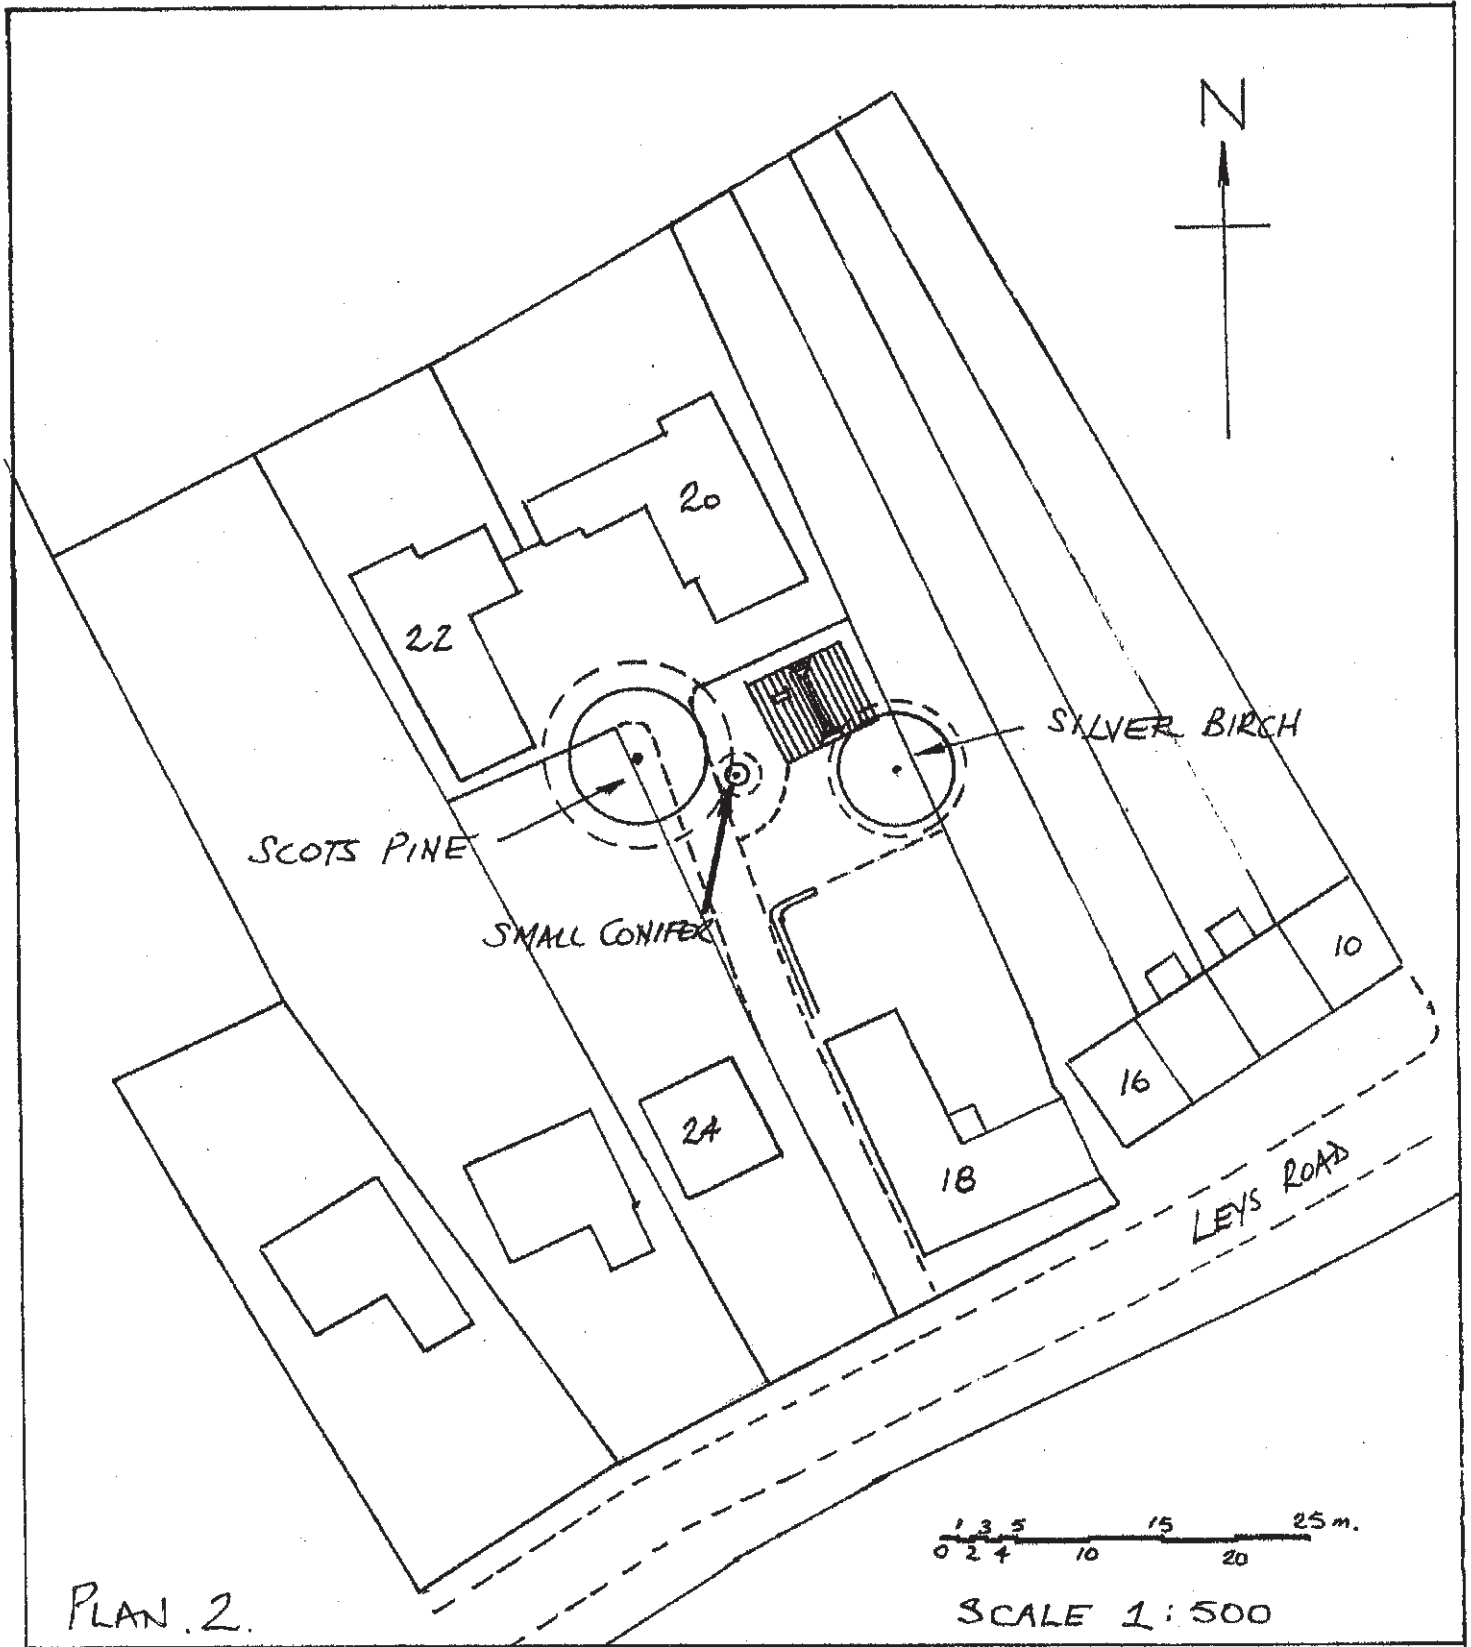 N
20
22
SILVER BIRCH
SCOTS PINE
SMALL CONIFER
10
16
24
18
LEYS ROAD
1 3 5 15 25 m.
0 2 4 10 20
SCALE 1:500
PLAN.2.